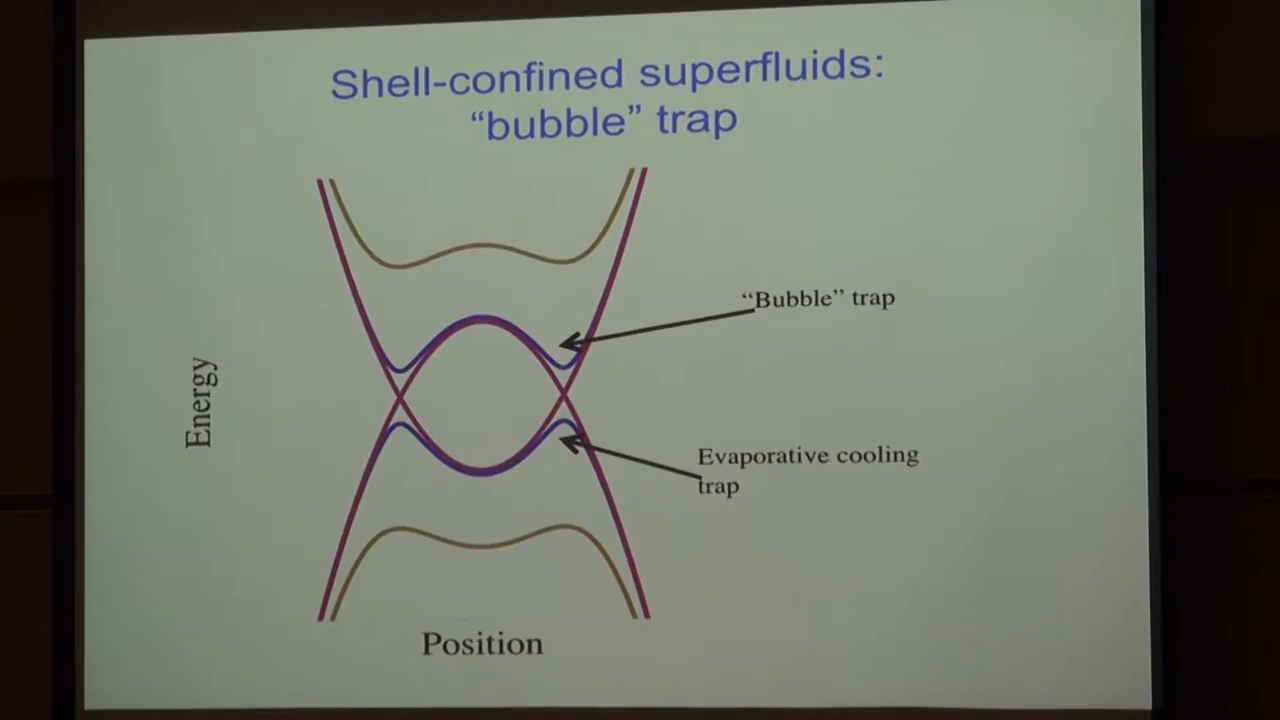 Shell-confined superfluids:
“bubble” trap
“Bubble” trap
Energy
Evaporative cooling
trap
Position